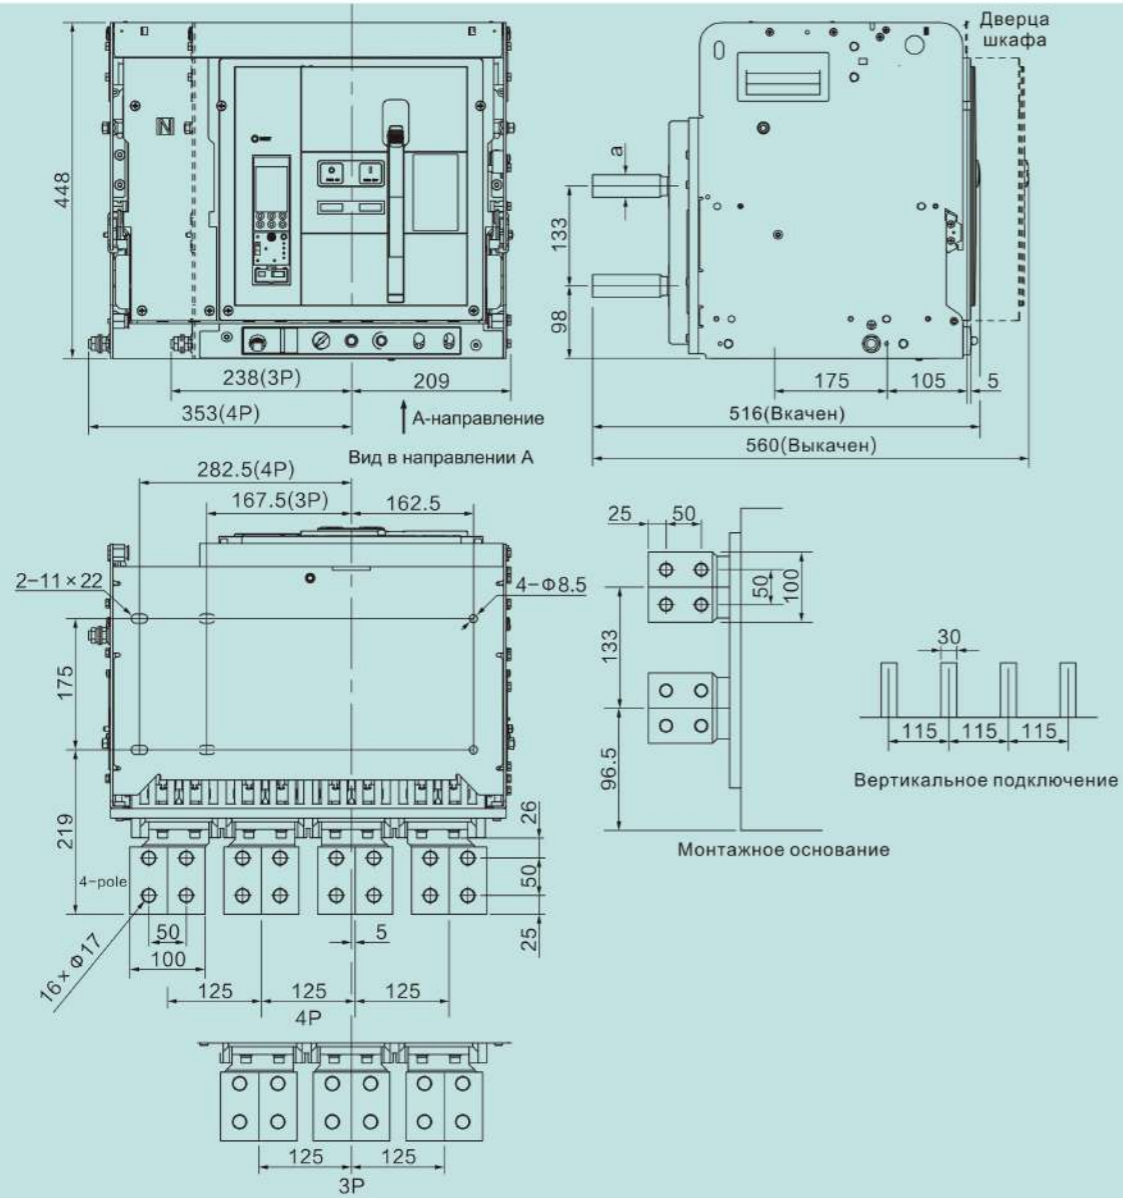 Дверца
шкафа
N
448
a
133
98
238(3P)
209
353(4P)
А-направление
175
105
5
516(Вкачен)
560(Выкачен)
Вид в направлении А
282.5(4P)
167.5(3P)
162.5
2-11×22
4-Φ8.5
175
219
4-pole
16×Φ17
50
100
5
26
50
25
125
125
125
4P
125
125
3P
25
50
50
100
133
96.5
Монтажное основание
30
115
115
115
Вертикальное подключение